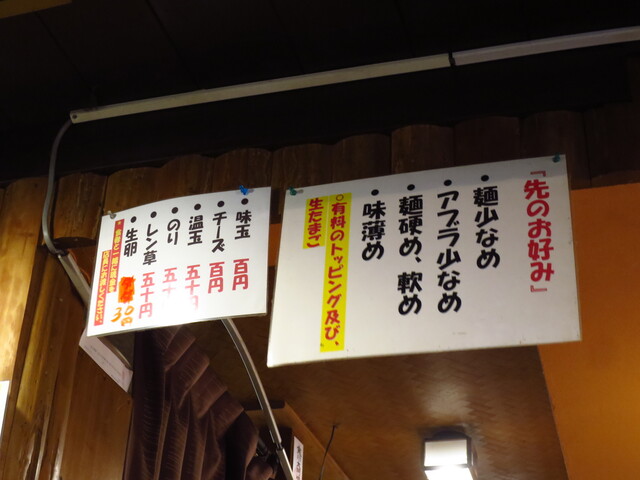 『先のお好み』
・麺少なめ
・アブラ少なめ
・麺硬め、軟め
・味薄め
○有料のトッピング及び、
生たまご
・味玉 百円
・チーズ 百円
・温玉 五十円
・のり 五十円
・レン草 五十円
・生卵 30円